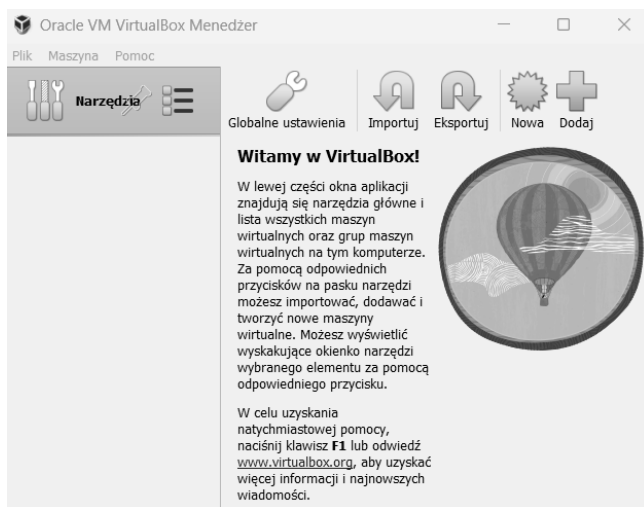 Oracle VM VirtualBox Menedżer
Plik Maszyna Pomoc
Narzędzia
Globalne ustawienia Importuj Eksportuj Nowa Dodaj
Witamy w VirtualBox!
W lewej części okna aplikacji
znajdują się narzędzia główne i
lista wszystkich maszyn
wirtualnych oraz grup maszyn
wirtualnych na tym komputerze.
Za pomocą odpowiednich
przycisków na pasku narzędzi
możesz importować, dodawać i
tworzyć nowe maszyny
wirtualne. Możesz wyświetlić
wyskakujące okienko narzędzi
wybranego elementu za pomocą
odpowiedniego przycisku.
W celu uzyskania
natychmiastowej pomocy,
naciśnij klawisz F1 lub odwiedź
www.virtualbox.org, aby uzyskać
więcej informacji i najnowszych
wiadomości.